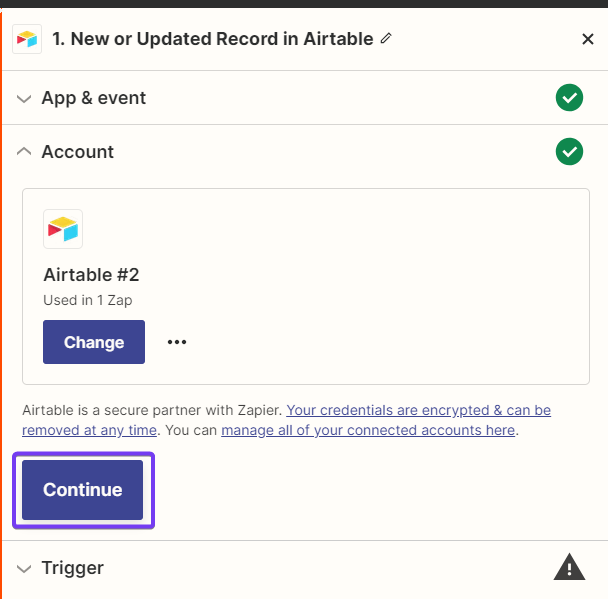 1. New or Updated Record in Airtable
App & event
Account
Airtable #2
Used in 1 Zap
Change
Airtable is a secure partner with Zapier. Your credentials are encrypted & can be
removed at any time. You can manage all of your connected accounts here.
Continue
Trigger